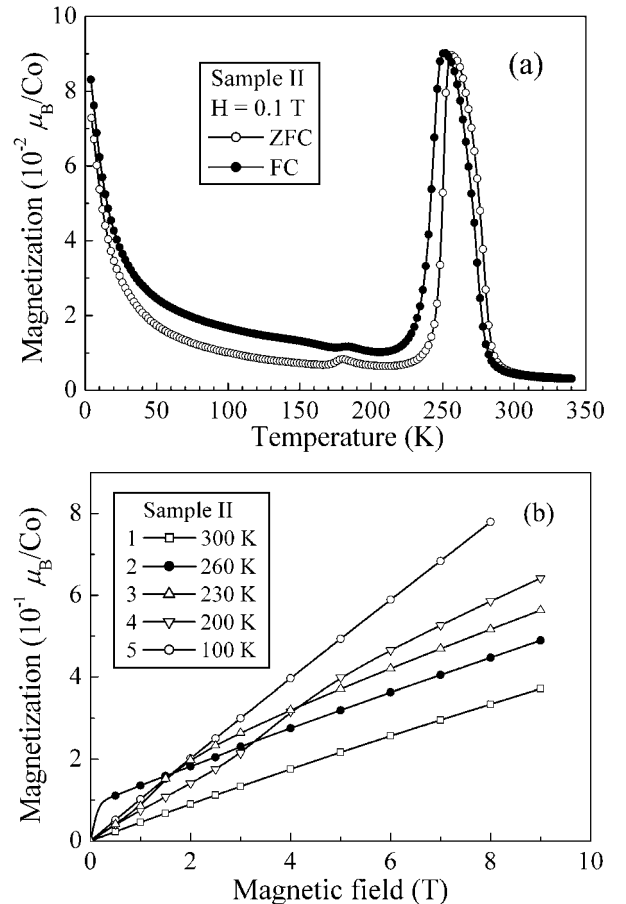 (a)
Sample II
H = 0.1 T
ZFC
FC
Magnetization (10⁻² μB/Co)
10
8
6
4
2
0
0 50 100 150 200 250 300 350
Temperature (K)
(b)
Sample II
1 300 K
2 260 K
3 230 K
4 200 K
5 100 K
Magnetization (10⁻¹ μB/Co)
8
6
4
2
0
0 2 4 6 8 10
Magnetic field (T)